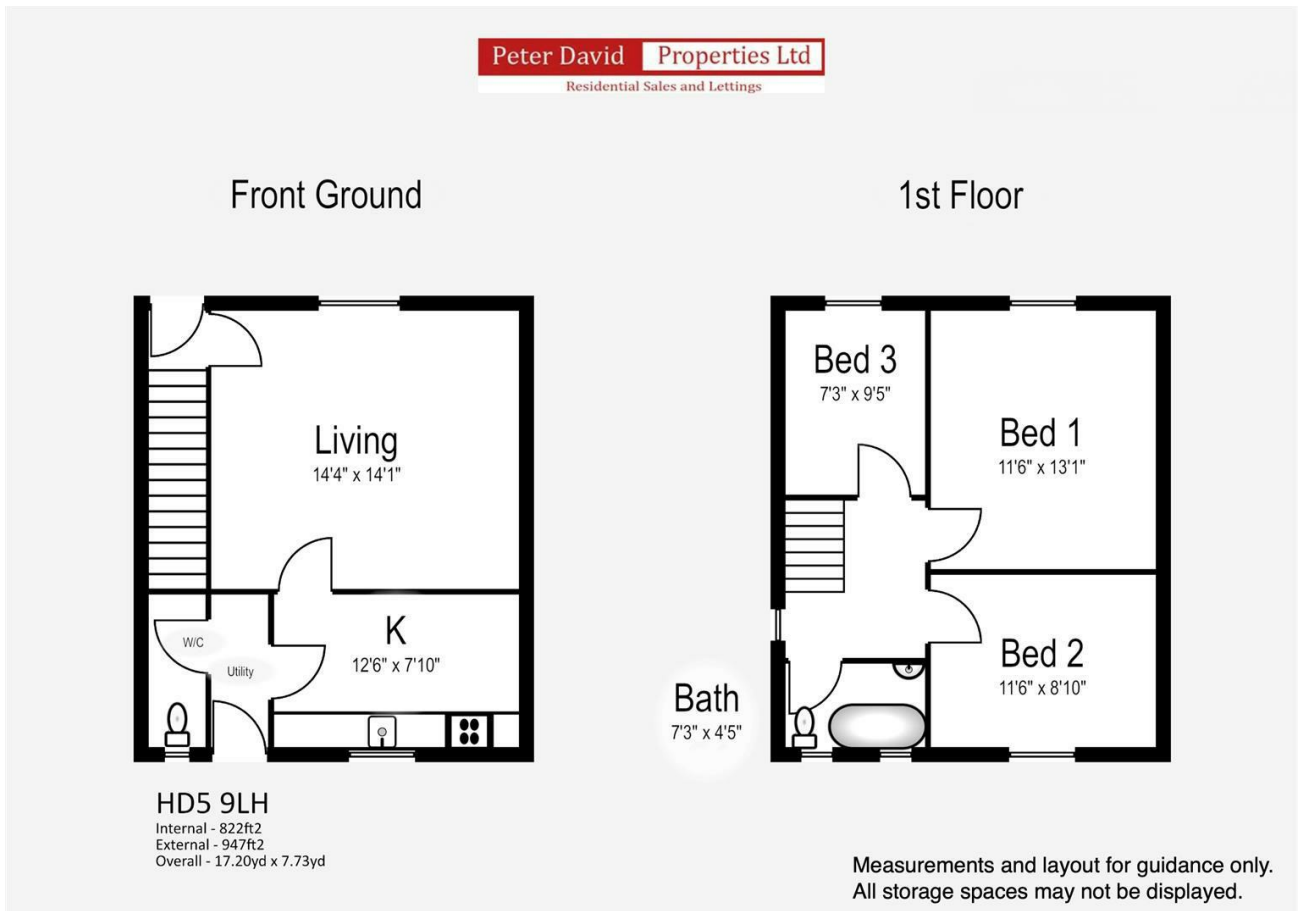 Peter David Properties Ltd
Residential Sales and Lettings
Front Ground
1st Floor
Living
14'4" x 14'1"
W/C
Utility
K
12'6" x 7'10"
Bed 3
7'3" x 9'5"
Bed 1
11'6" x 13'1"
Bed 2
11'6" x 8'10"
Bath
7'3" x 4'5"
HD5 9LH
Internal - 822ft2
External - 947ft2
Overall - 17.20yd x 7.73yd
Measurements and layout for guidance only.
All storage spaces may not be displayed.